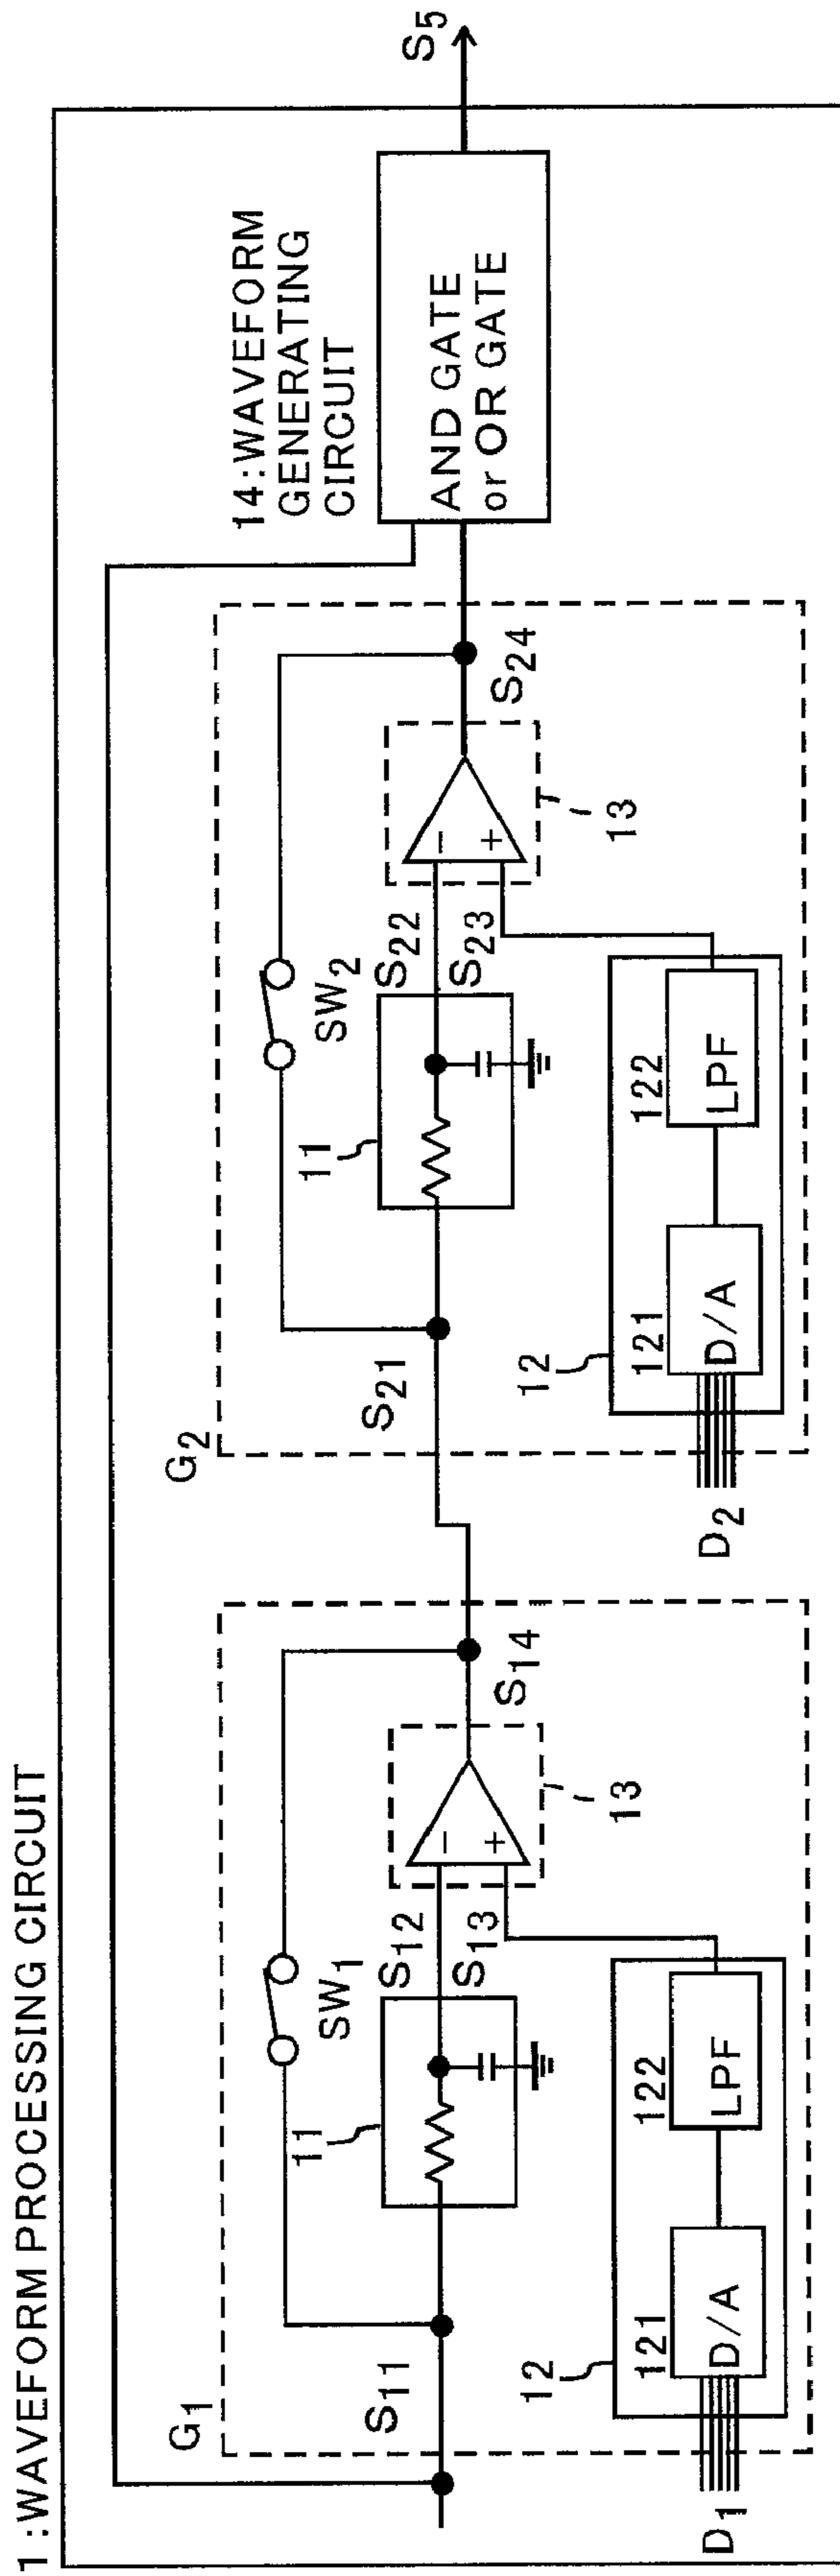 1:WAVEFORM PROCESSING CIRCUIT
14:WAVEFORM
GENERATING
CIRCUIT
AND GATE
or OR GATE
S5
G1
S11
SW1
11
S12
S13
S14
13
12
121
D/A
122
LPF
D1
G2
S21
SW2
11
S22
S23
S24
13
12
121
D/A
122
LPF
D2
− +
− +